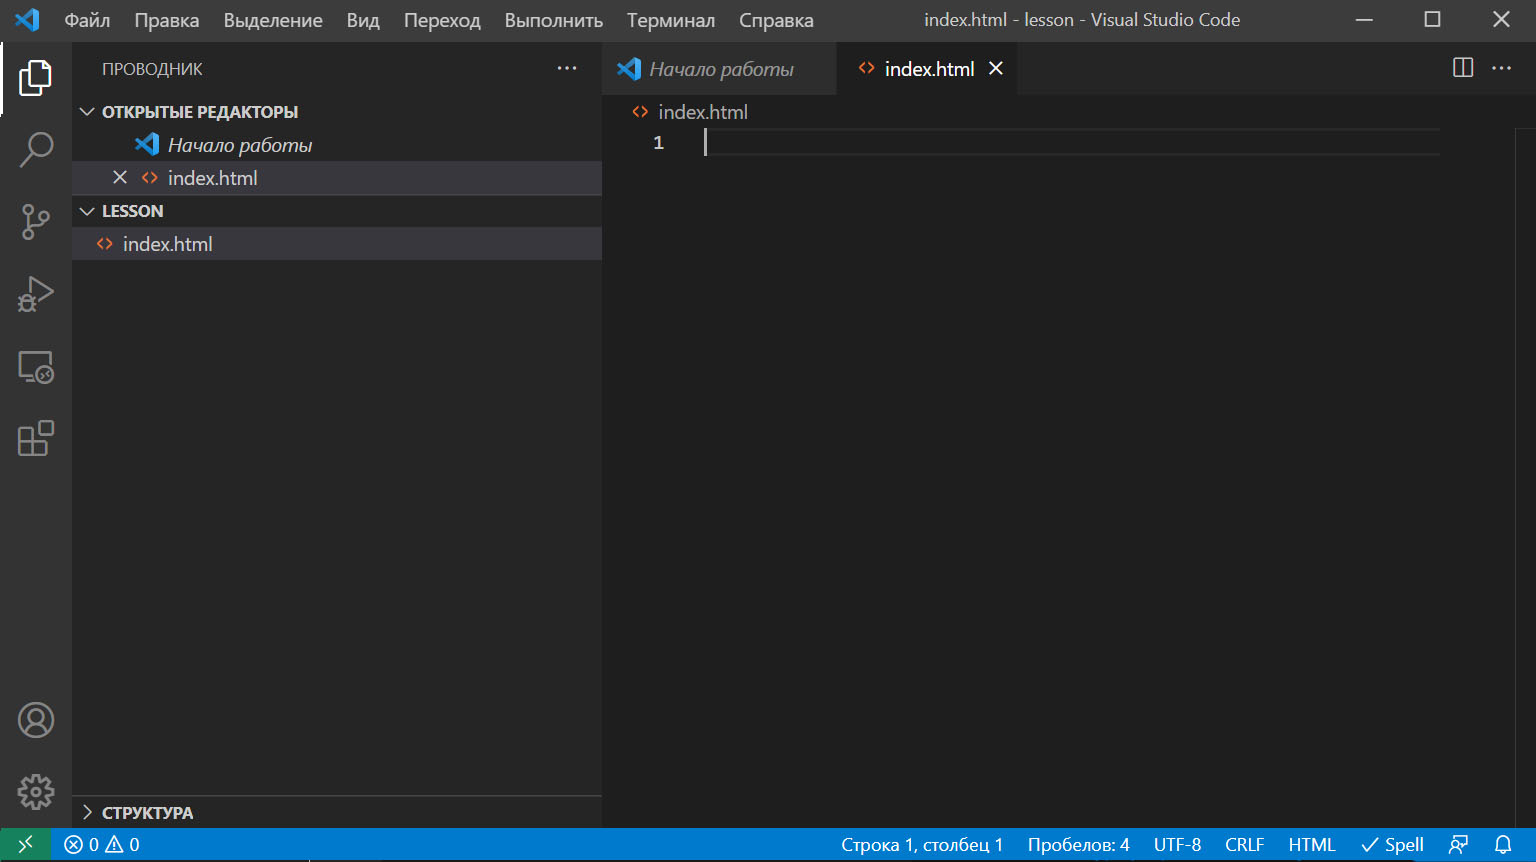 Файл Правка Выделение Вид Переход Выполнить Терминал Справка index.html - lesson - Visual Studio Code
ПРОВОДНИК
ОТКРЫТЫЕ РЕДАКТОРЫ
Начало работы
index.html
LESSON
index.html
СТРУКТУРА
Начало работы index.html
index.html
1
0 0 Строка 1, столбец 1 Пробелов: 4 UTF-8 CRLF HTML Spell